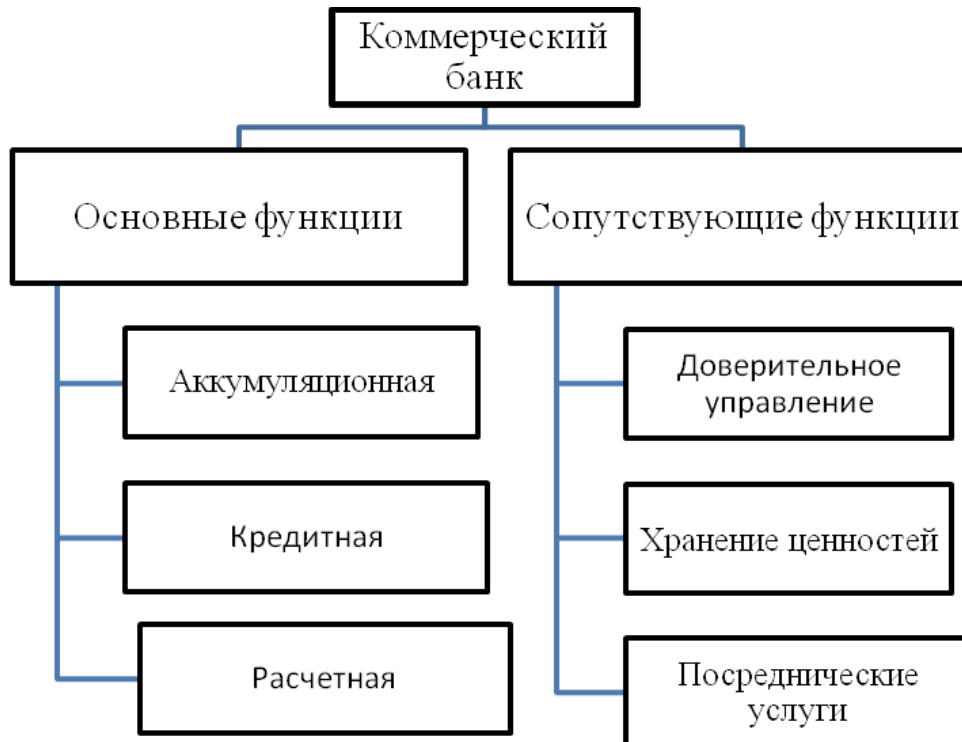 Коммерческий
банк
Основные функции
Сопутствующие функции
Аккумуляционная
Доверительное
управление
Кредитная
Хранение ценностей
Расчетная
Посреднические
услуги